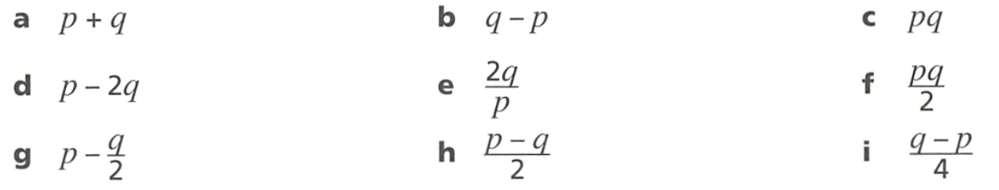 a p + q b q – p c pq
d p – 2q e 2q/p f pq/2
g p – q/2 h p – q/2 i q – p/4